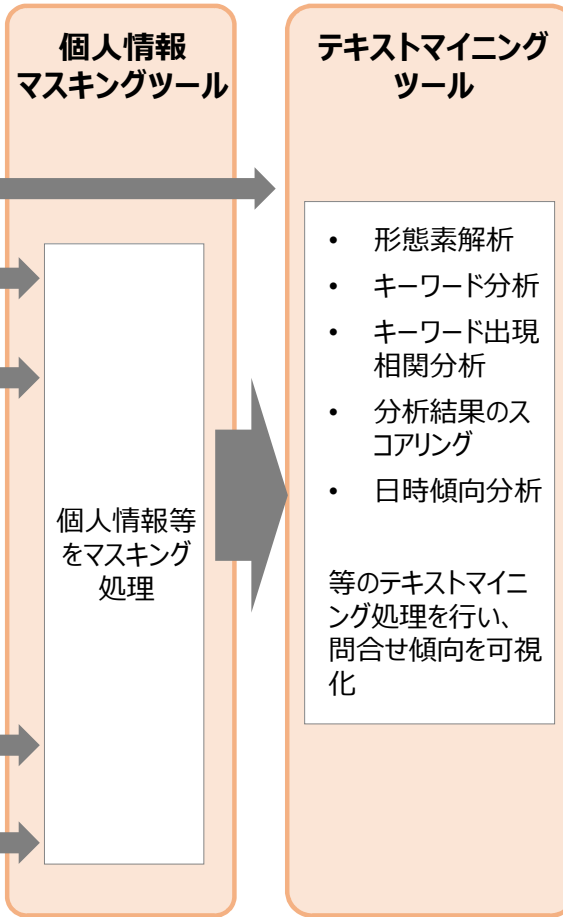 個人情報
マスキングツール
個人情報等
をマスキング
処理
テキストマイニング
ツール
• 形態素解析
• キーワード分析
• キーワード出現
相関分析
• 分析結果のス
コアリング
• 日時傾向分析
等のテキストマイニ
ング処理を行い、
問合せ傾向を可視
化